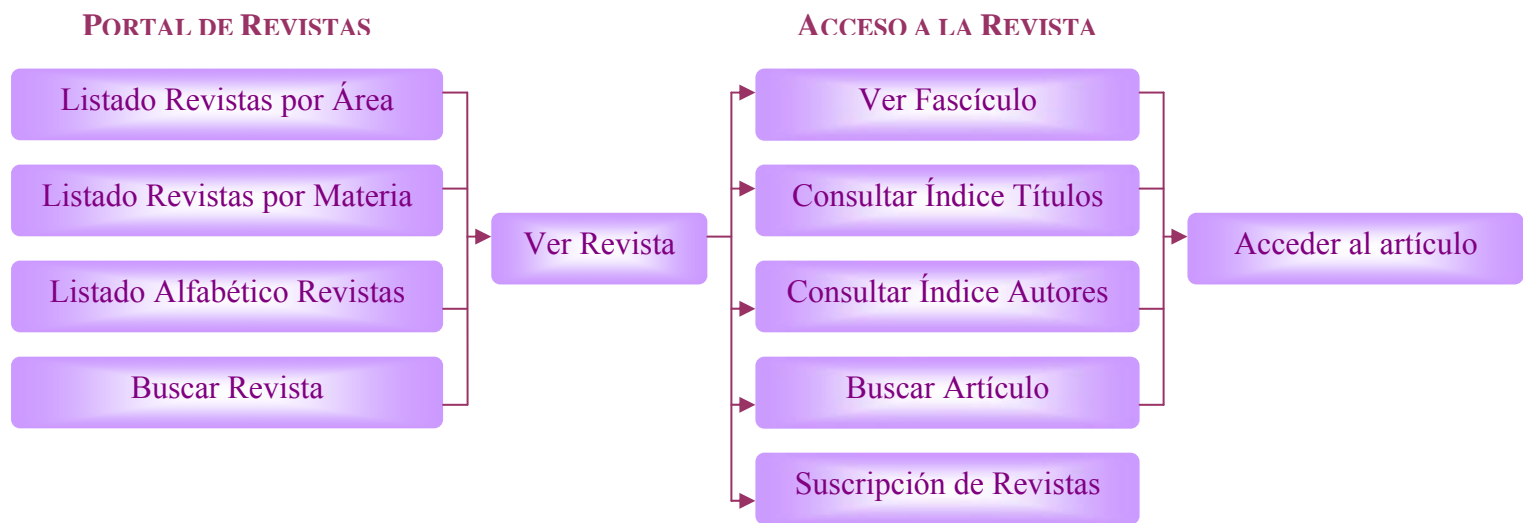 PORTAL DE REVISTAS
ACCESO A LA REVISTA
Listado Revistas por Área
Listado Revistas por Materia
Listado Alfabético Revistas
Buscar Revista
Ver Revista
Ver Fascículo
Consultar Índice Títulos
Consultar Índice Autores
Buscar Artículo
Suscripción de Revistas
Acceder al artículo